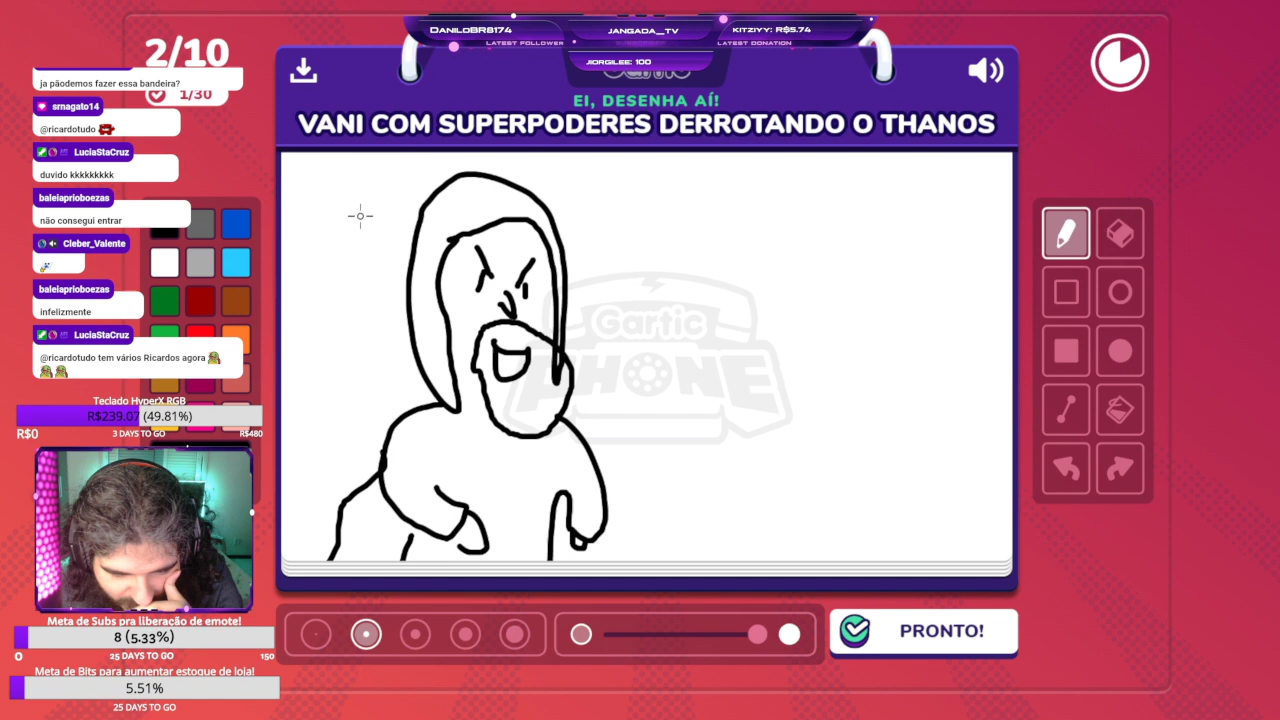 DANILOBR8174
LATEST FOLLOWER
JANGADA__TV
JIORGILEE: 100
KITZIYY: R$5.74
LATEST DONATION
2/10
1/30
EI, DESENHA AÍ!
VANI COM SUPERPODERES DERROTANDO O THANOS
ja pãodemos fazer essa bandeira?
srnagato14
@ricardotudo
LuciaStaCruz
duvido kkkkkkkkk
baleiaprioboezas
não consegui entrar
Cleber_Valente
baleiaprioboezas
infelizmente
LuciaStaCruz
@ricardotudo tem vários Ricardos agora
Gartic
PHONE
Teclado HyperX RGB
R$239.07 (49.81%)
R$0
3 DAYS TO GO
R$480
Meta de Subs pra liberação de emote!
8 (5.33%)
0
25 DAYS TO GO
150
Meta de Bits para aumentar estoque de loja!
5.51%
25 DAYS TO GO
PRONTO!